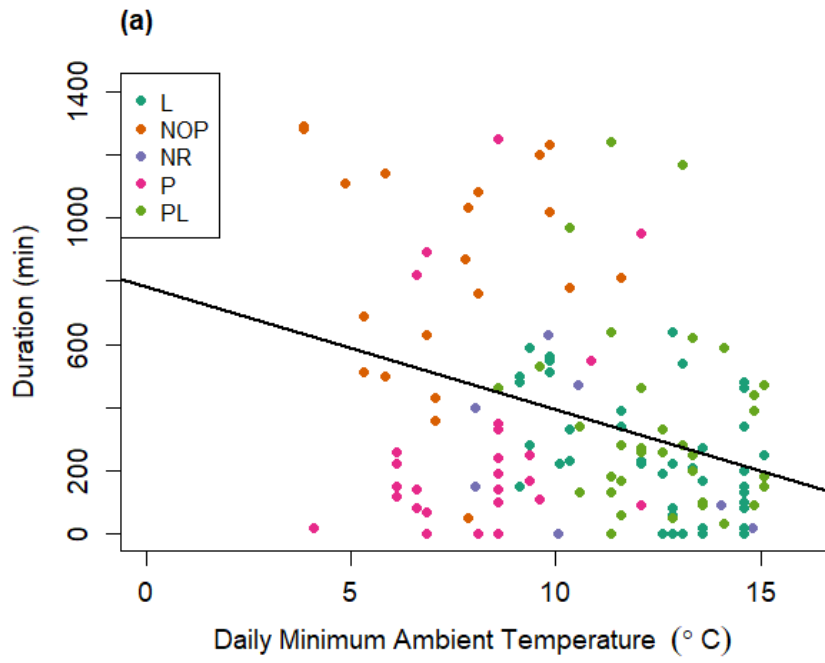 (a)
L
NOP
NR
P
PL
1400
1000
600
200
0
Duration (min)
0 5 10 15
Daily Minimum Ambient Temperature (° C)